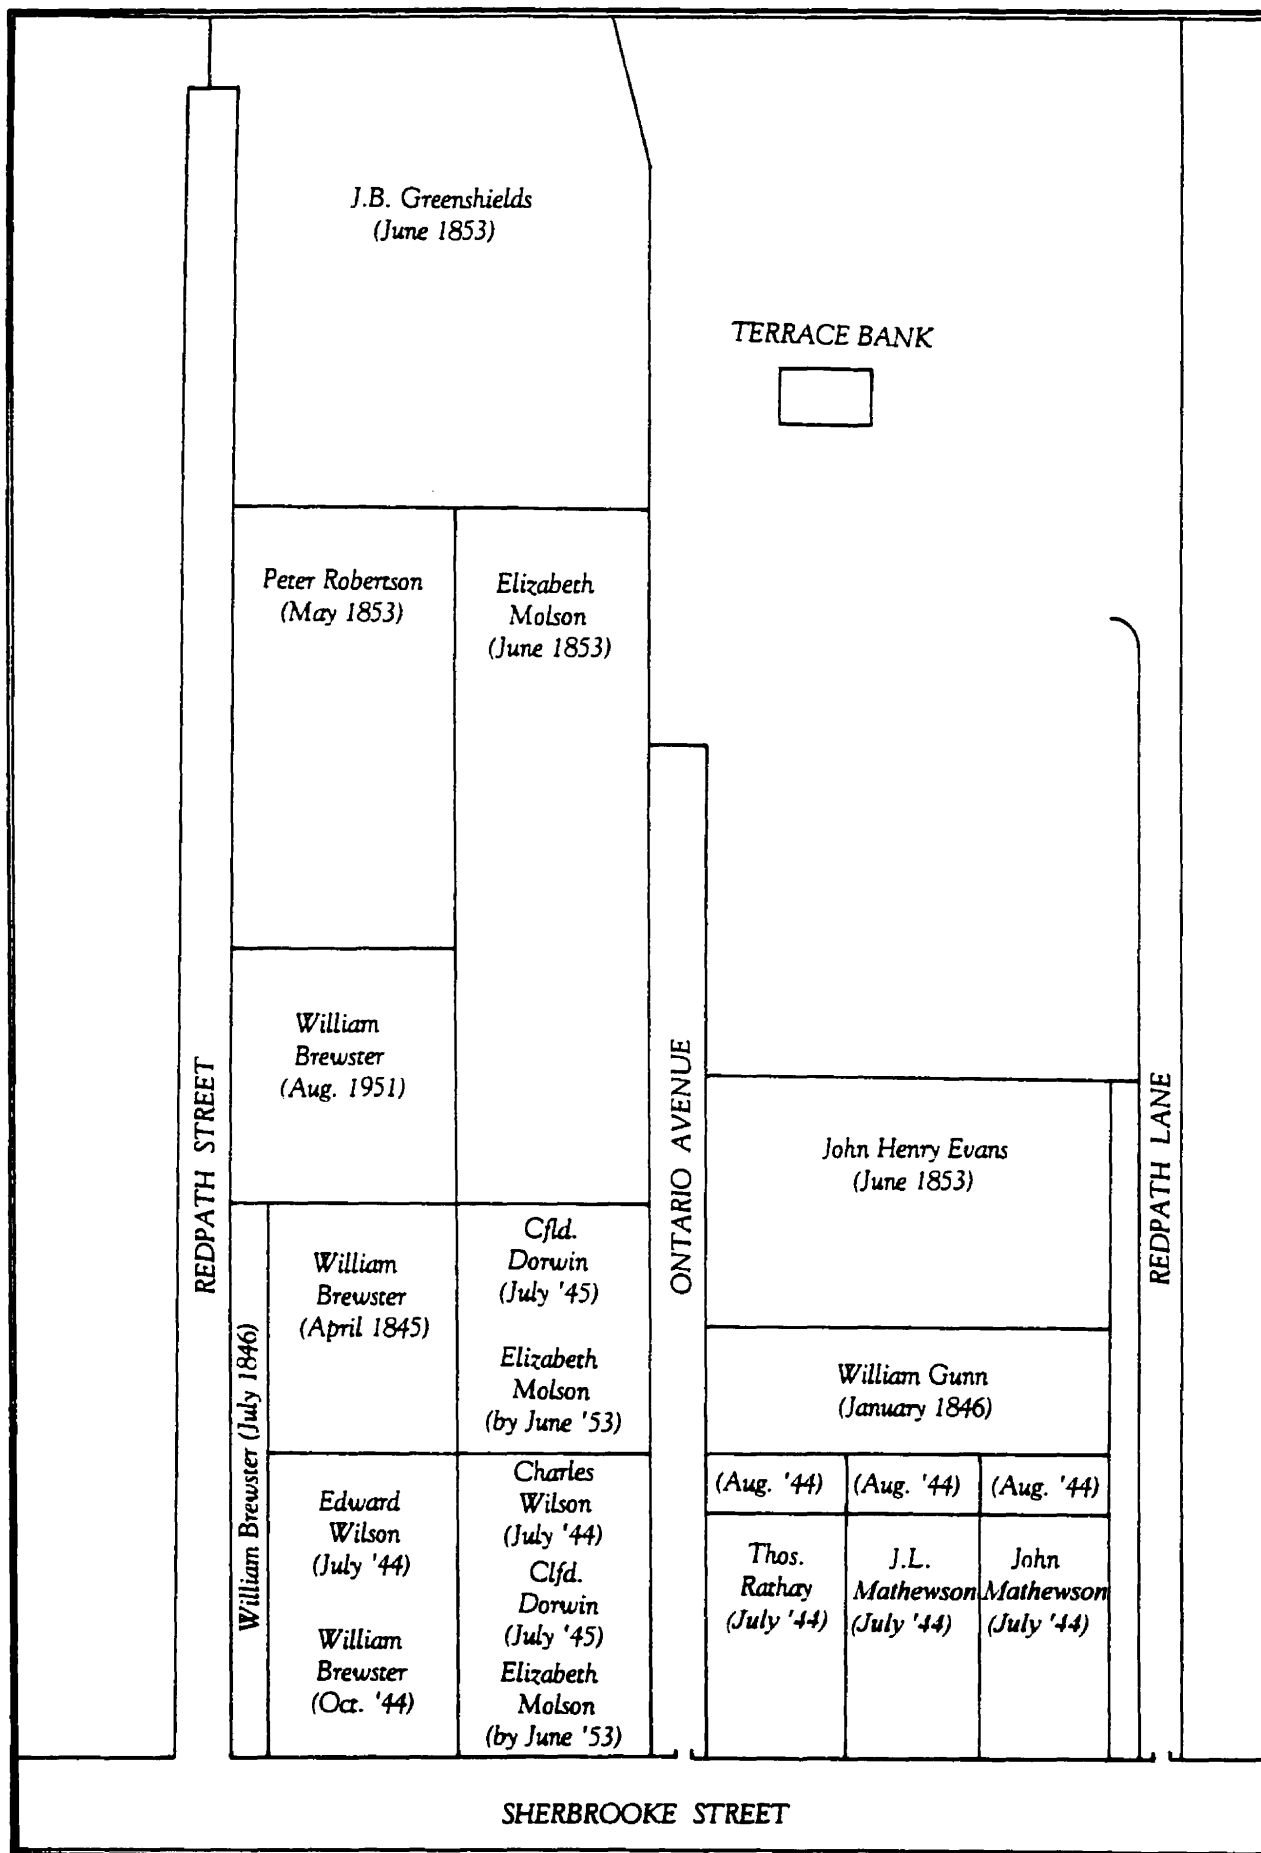 J.B. Greenshields
(June 1853)
TERRACE BANK
Peter Robertson
(May 1853)
Elizabeth
Molson
(June 1853)
William
Brewster
(Aug. 1951)
REDPATH STREET
ONTARIO AVENUE
REDPATH LANE
John Henry Evans
(June 1853)
William
Brewster
(April 1845)
Cfld.
Dorwin
(July '45)
Elizabeth
Molson
(by June '53)
William Brewster (July 1846)
William Gunn
(January 1846)
Edward
Wilson
(July '44)
William
Brewster
(Oct. '44)
Charles
Wilson
(July '44)
Clfd.
Dorwin
(July '45)
Elizabeth
Molson
(by June '53)
(Aug. '44)
(Aug. '44)
(Aug. '44)
Thos.
Rathay
(July '44)
J.L.
Mathewson
(July '44)
John
Mathewson
(July '44)
SHERBROOKE STREET